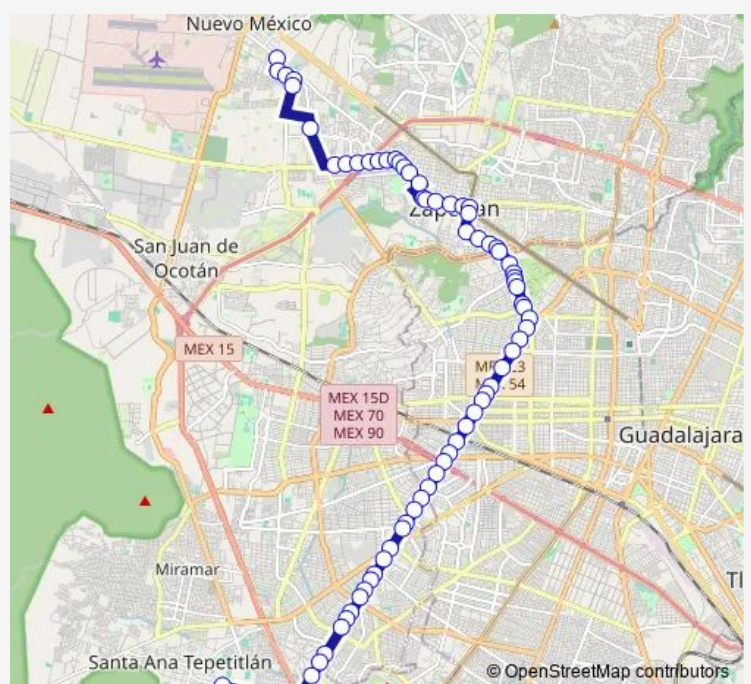 Nuevo México
San Juan de
Ocotán
MEX 15
MEX 15D
MEX 70
MEX 90
54
Guadalajara
Miramar
Santa Ana Tepetitlán
© OpenStreetMap contributors